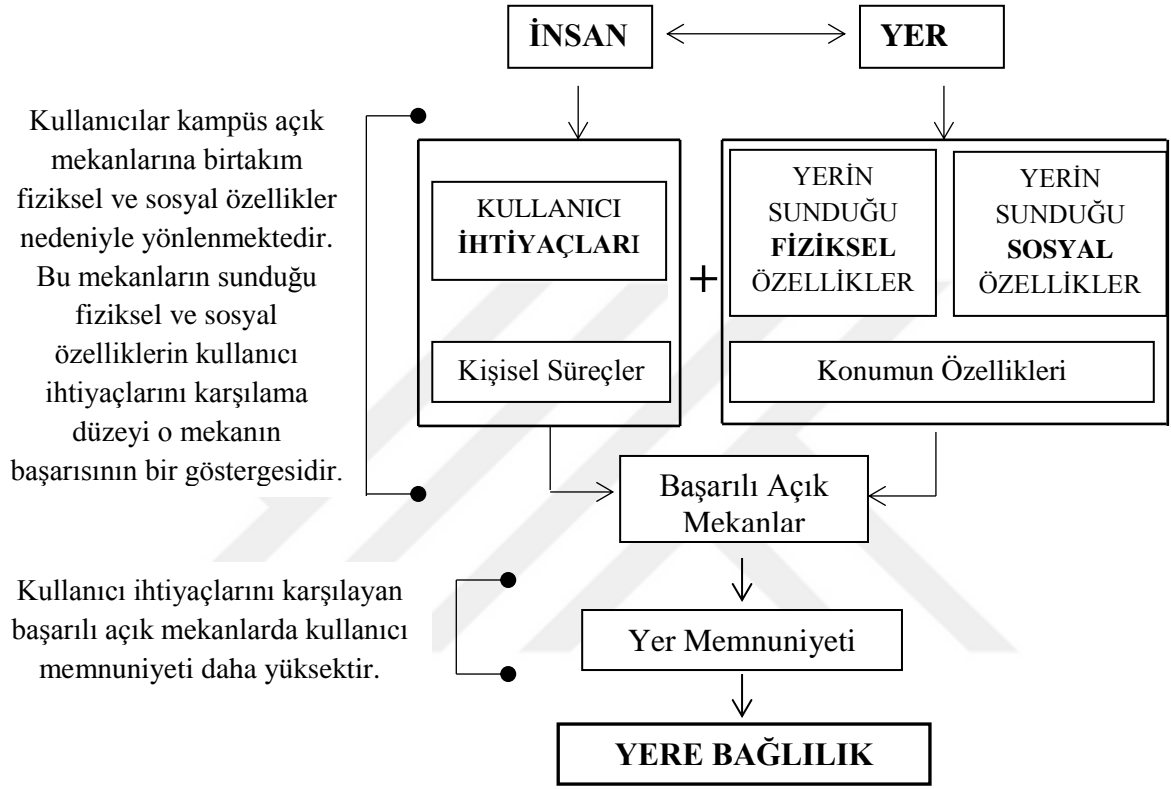 İNSAN
YER
Kullanıcılar kampüs açık
mekanlarına birtakım
fiziksel ve sosyal özellikler
nedeniyle yönlenmektedir.
Bu mekanların sunduğu
fiziksel ve sosyal
özelliklerin kullanıcı
ihtiyaçlarını karşılama
düzeyi o mekanın
başarısının bir göstergesidir.
KULLANICI
İHTİYAÇLARI
Kişisel Süreçler
+
YERİN
SUNDUĞU
FİZİKSEL
ÖZELLİKLER
YERİN
SUNDUĞU
SOSYAL
ÖZELLİKLER
Konumun Özellikleri
Başarılı Açık
Mekanlar
Kullanıcı ihtiyaçlarını karşılayan
başarılı açık mekanlarda kullanıcı
memnuniyeti daha yüksektir.
Yer Memnuniyeti
YERE BAĞLILIK